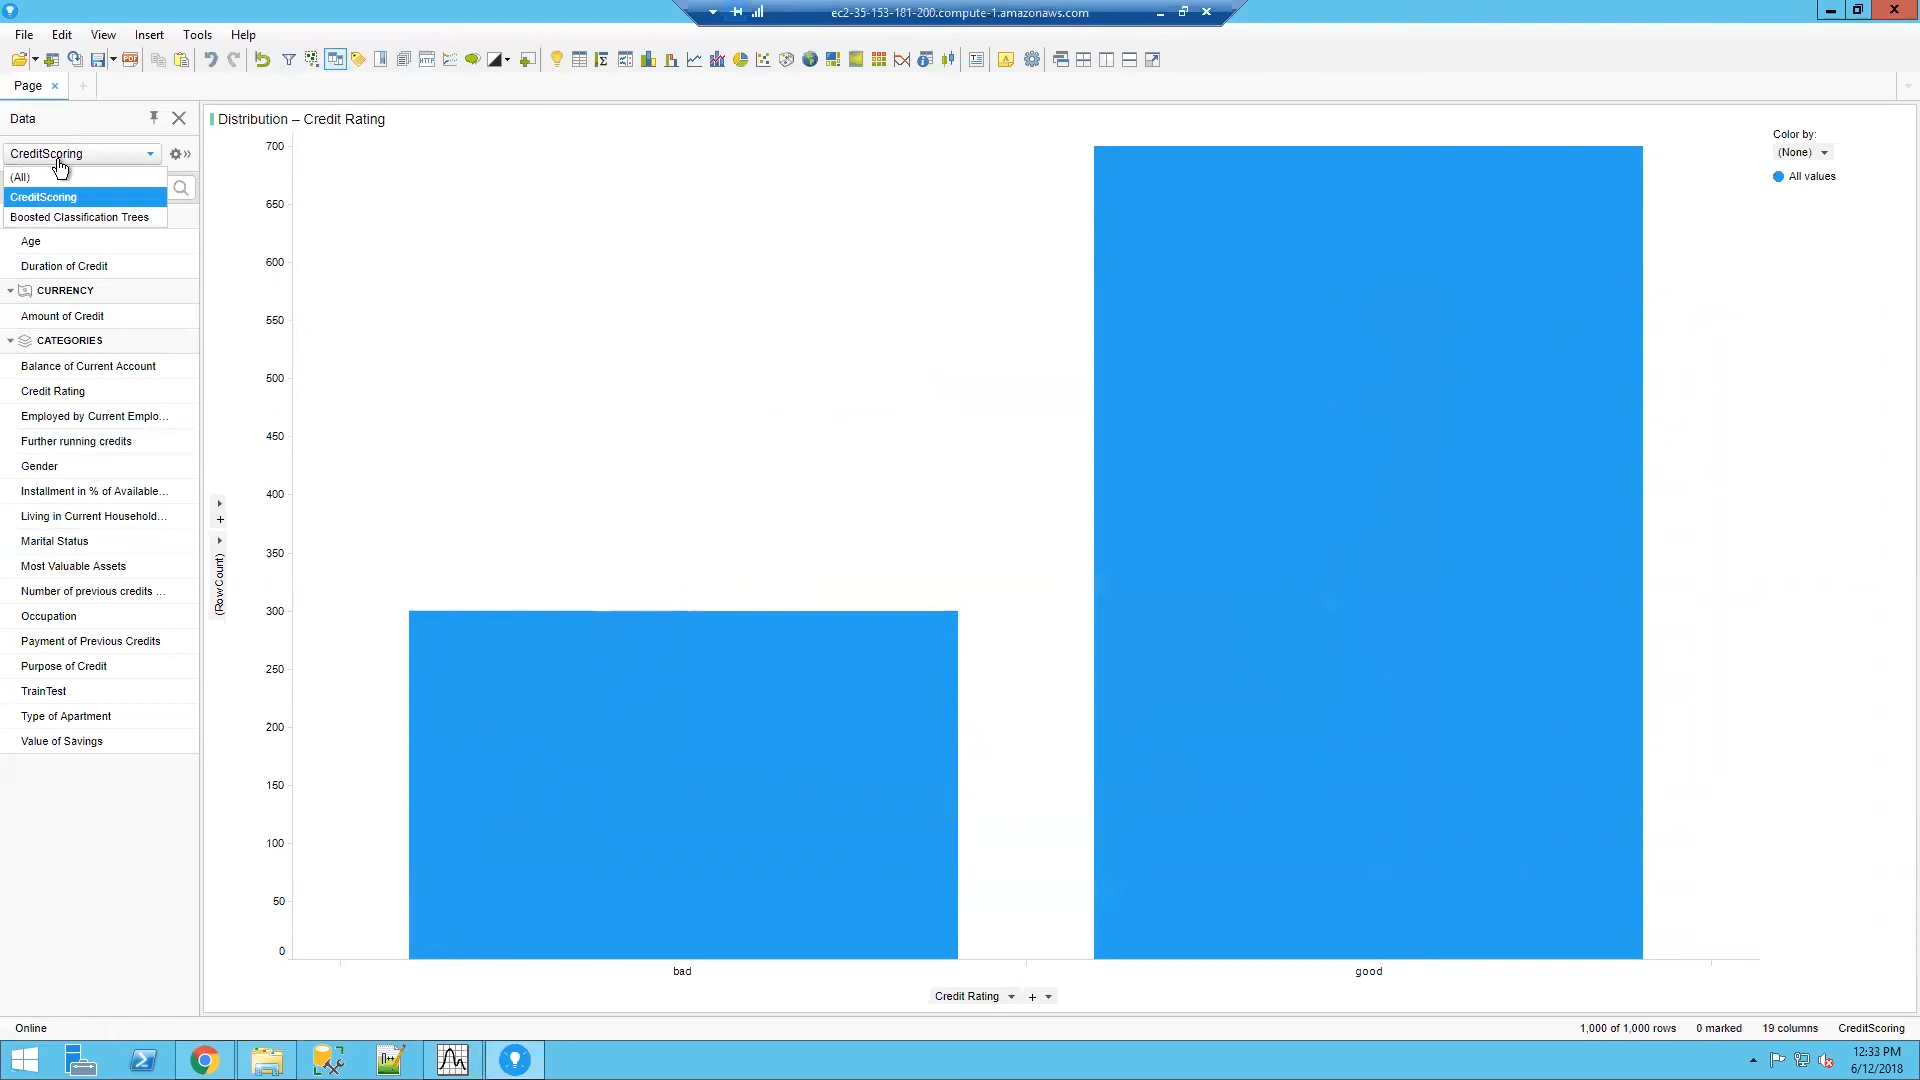 ec2-35-153-181-200.compute-1.amazonaws.com
File Edit View Insert Tools Help
PDF
HTTP
Page
Data
CreditScoring
(All)
CreditScoring
Boosted Classification Trees
Age
Duration of Credit
CURRENCY
Amount of Credit
CATEGORIES
Balance of Current Account
Credit Rating
Employed by Current Emplo...
Further running credits
Gender
Installment in % of Available...
Living in Current Household...
Marital Status
Most Valuable Assets
Number of previous credits ...
Occupation
Payment of Previous Credits
Purpose of Credit
TrainTest
Type of Apartment
Value of Savings
Distribution – Credit Rating
700
650
600
550
500
450
400
350
300
250
200
150
100
50
0
(Row Count)
bad good
Credit Rating
Color by:
(None)
All values
Online 1,000 of 1,000 rows 0 marked 19 columns CreditScoring
12:33 PM
6/12/2018